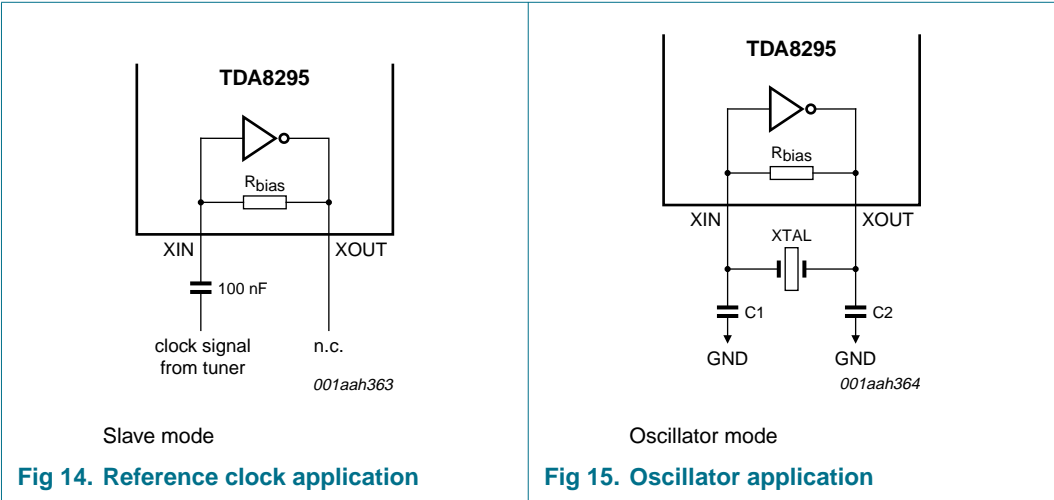 TDA8295
Rbias
XIN
XOUT
100 nF
clock signal
from tuner
n.c.
001aah363
Slave mode
Fig 14. Reference clock application
TDA8295
Rbias
XIN
XOUT
XTAL
C1
C2
GND
GND
001aah364
Oscillator mode
Fig 15. Oscillator application